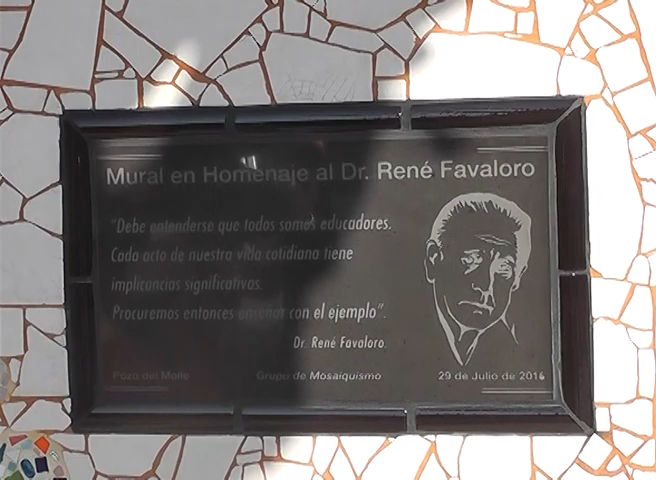 Mural en Homenaje al Dr. René Favaloro
"Debe entenderse que todos somos educadores.
Cada acto de nuestra vida cotidiana tiene
implicancias significativas.
Procuremos entonces enseñar con el ejemplo".
Dr. René Favaloro.
Pozo del Molle Grupo de Mosaiquismo 29 de Julio de 2016